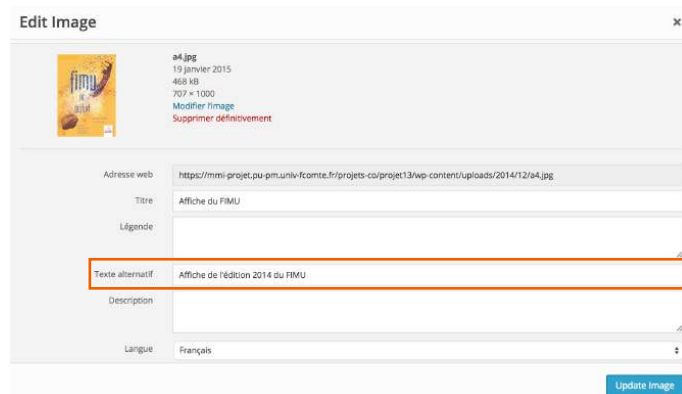 Edit Image ×
fimu
a4.jpg
19 janvier 2015
468 kB
707 × 1000
Modifier l'image
Supprimer définitivement
Adresse web https://mmi-projet.pu-pm.univ-fcomte.fr/projets-co/projet13/wp-content/uploads/2014/12/a4.jpg
Titre Affiche du FIMU
Légende
Texte alternatif Affiche de l'édition 2014 du FIMU
Description
Langue Français
Update Image